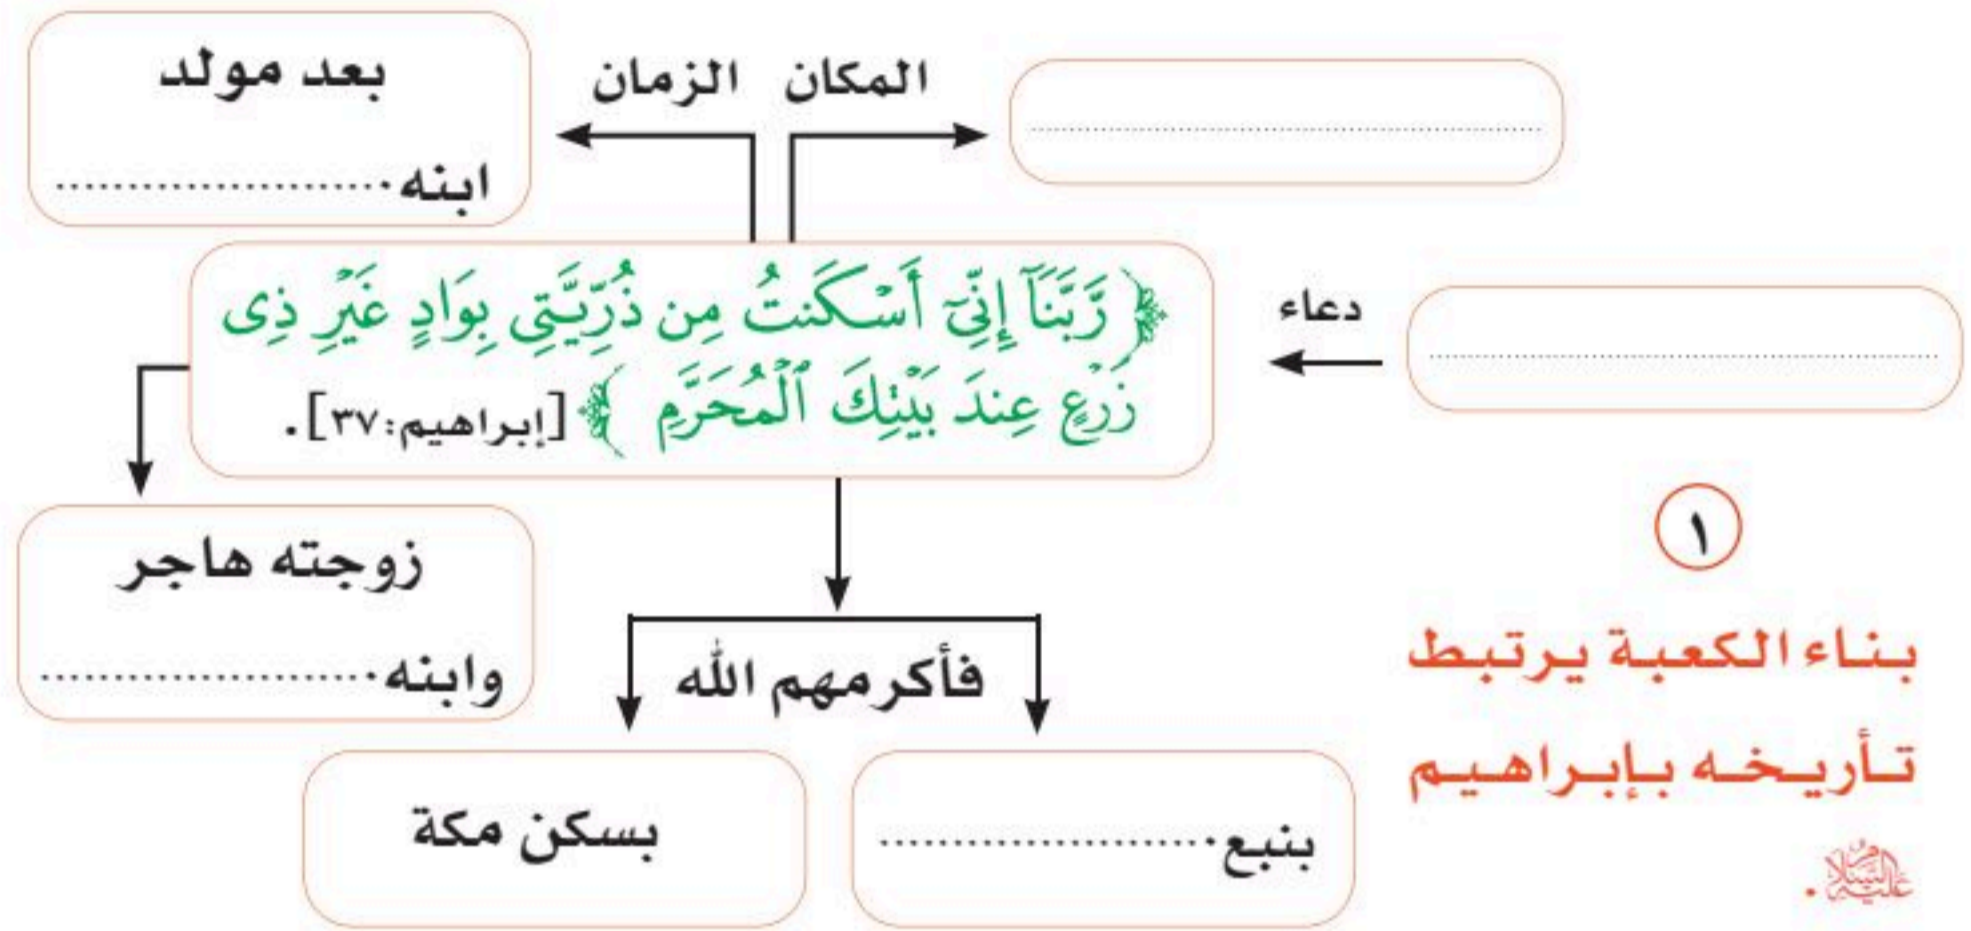 المكان
الزمان
بعد مولد
ابنه ......................
دعاء
﴿ رَّبَّنَآ إِنِّىٓ أَسْكَنتُ مِن ذُرِّيَّتِى بِوَادٍ غَيْرِ ذِى
زَرْعٍ عِندَ بَيْتِكَ ٱلْمُحَرَّمِ ﴾ [إبراهيم:٣٧].
زوجته هاجر
وابنه ......................
فأكرمهم الله
بنبع ......................
بسكن مكة
١
بناء الكعبة يرتبط
تأريخه بإبراهيم
عليه السلام .